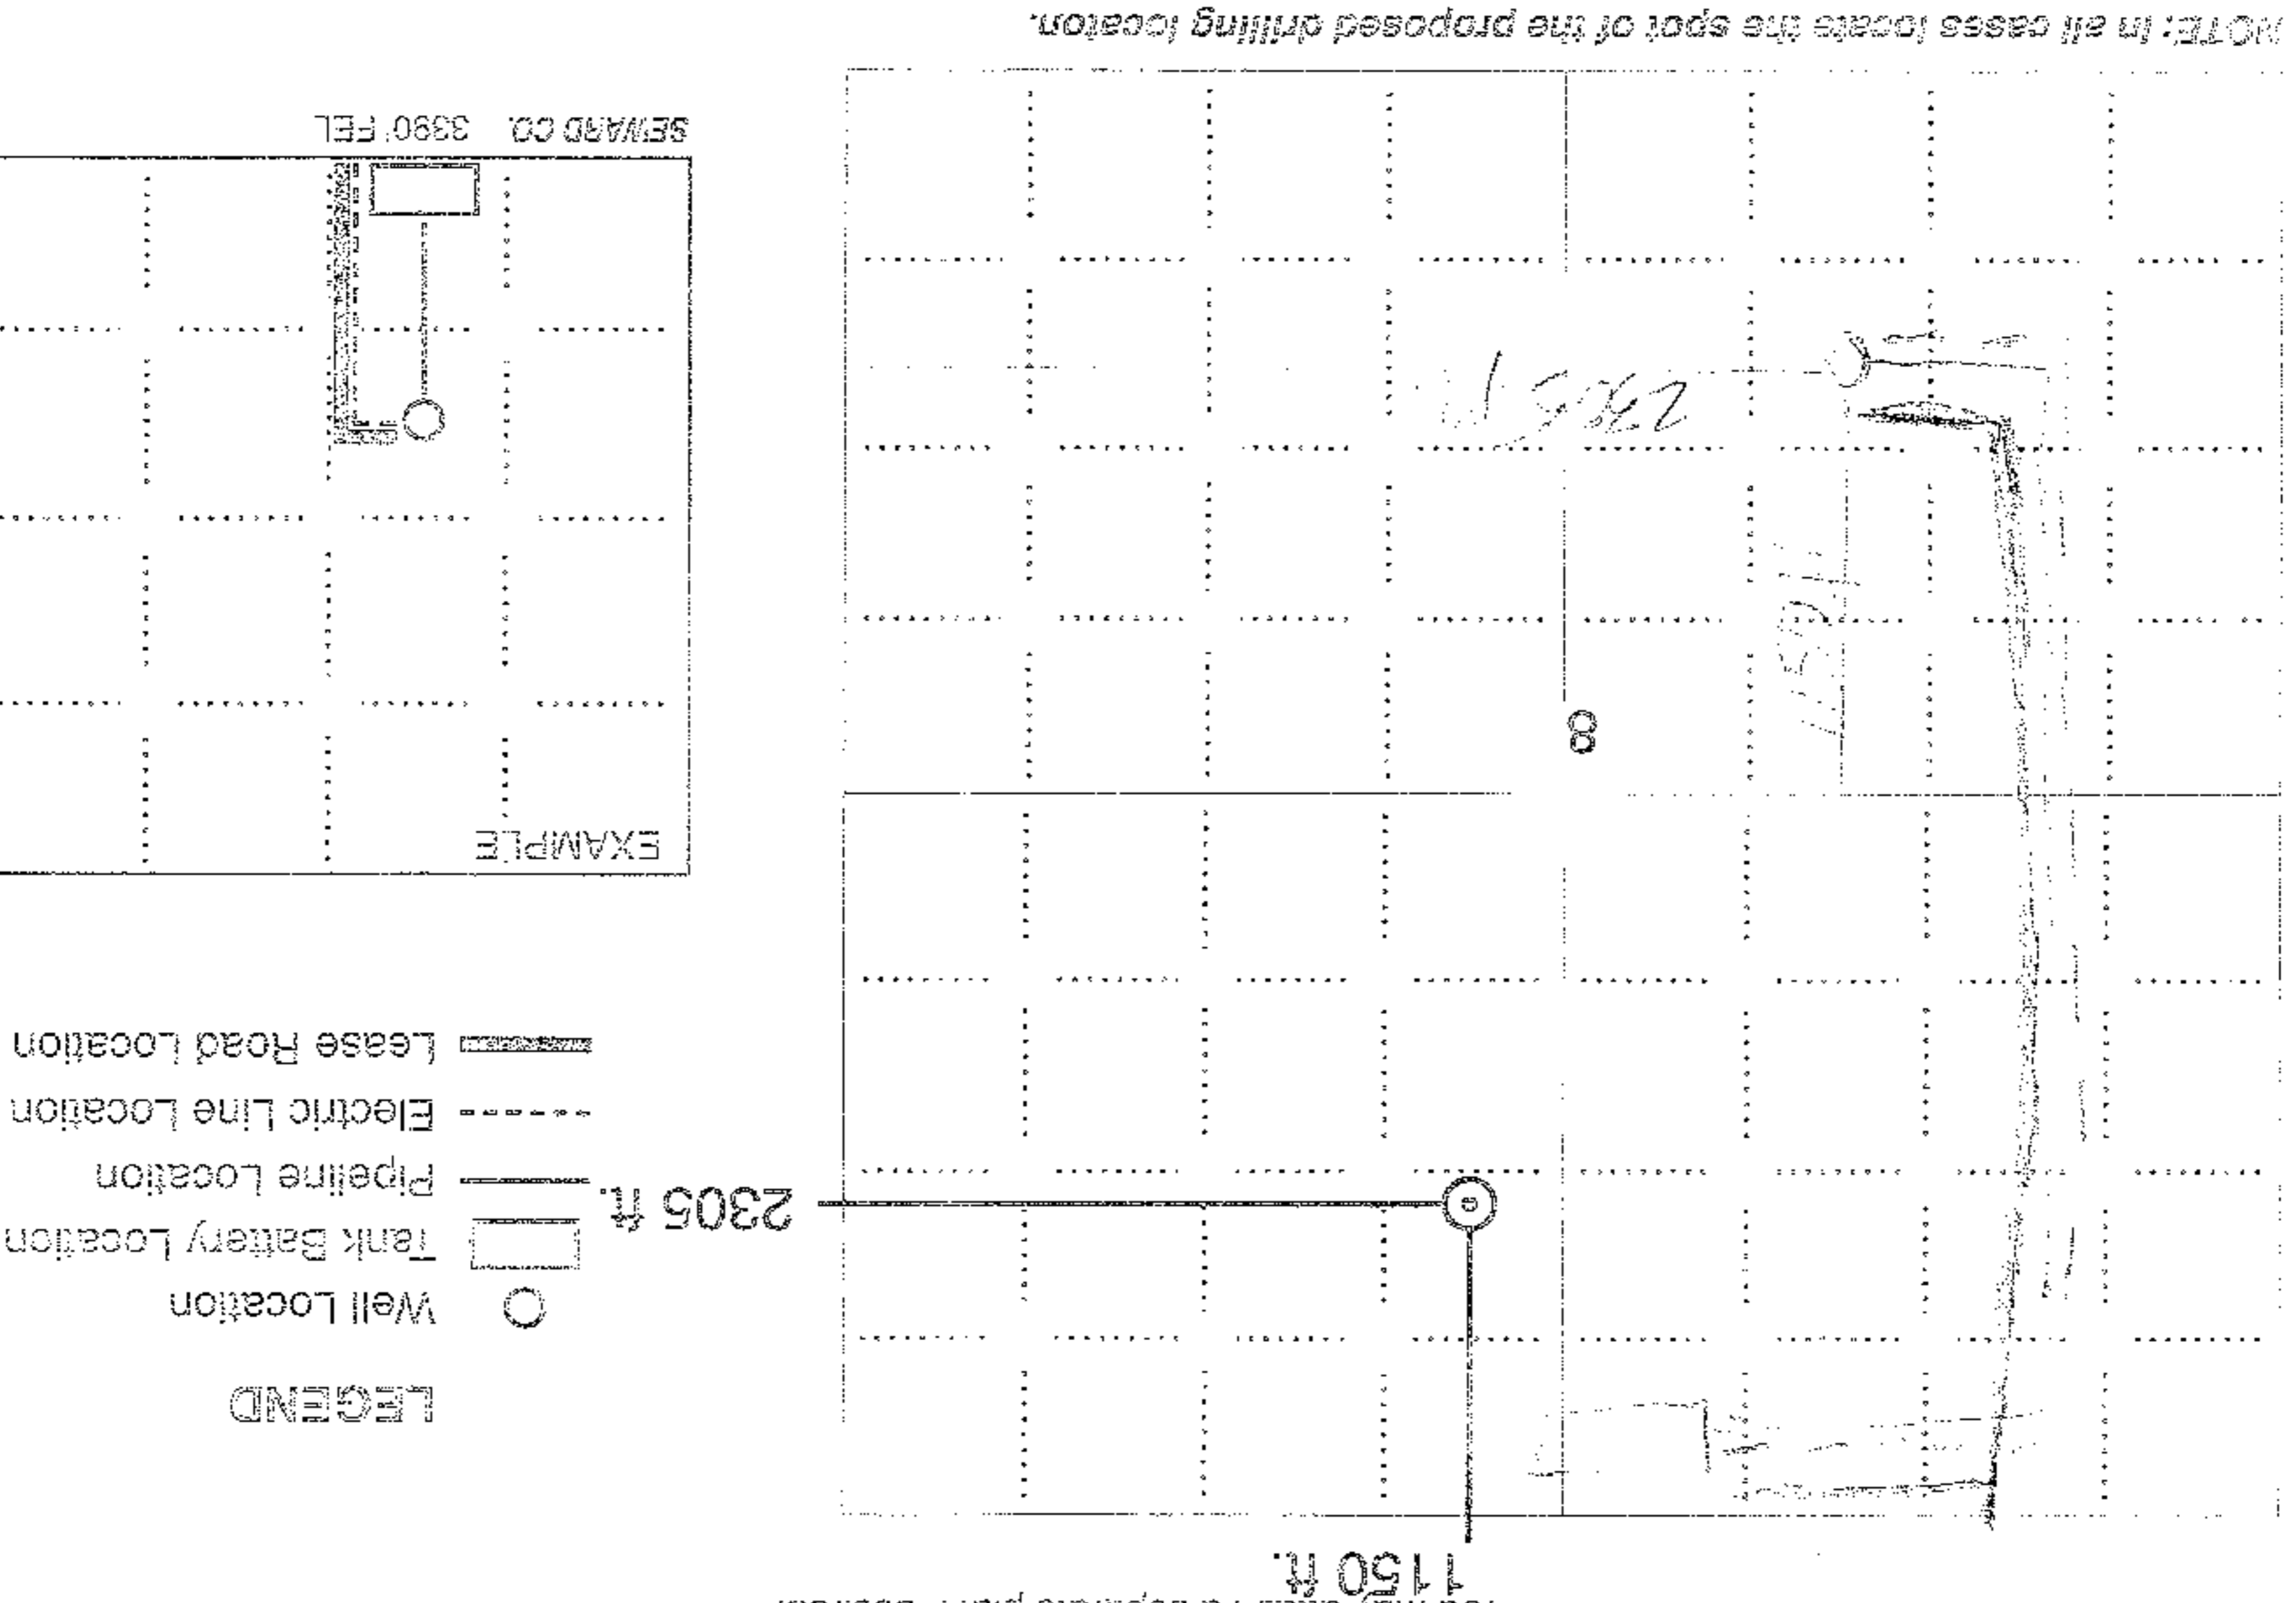 1150 ft.
LEGEND
Well Location
Tank Battery Location
2305 ft.
Pipeline Location
Electric Line Location
Lease Road Location
EXAMPLE
8
SEWARD CO. 3390' FEL
NOTE: In all cases locate the spot of the proposed drilling locaton.